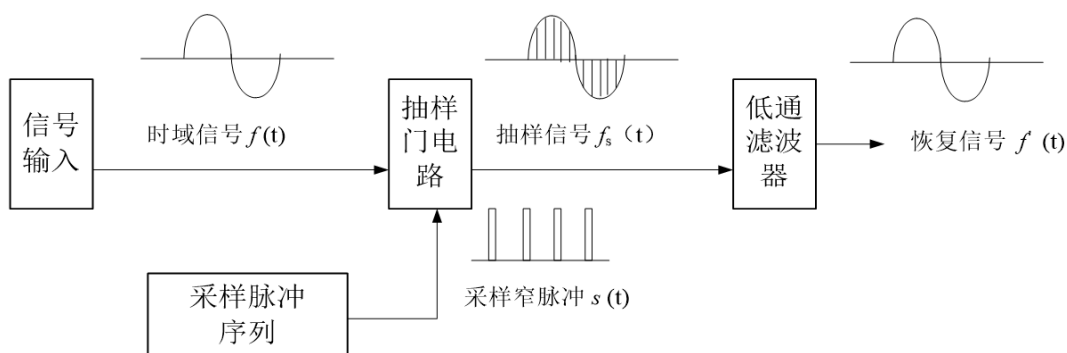 信号
输入
时域信号 f (t)
抽样
门电
路
抽样信号 fs（t）
低通
滤波
器
恢复信号 f' (t)
采样脉冲
序列
采样窄脉冲 s (t)